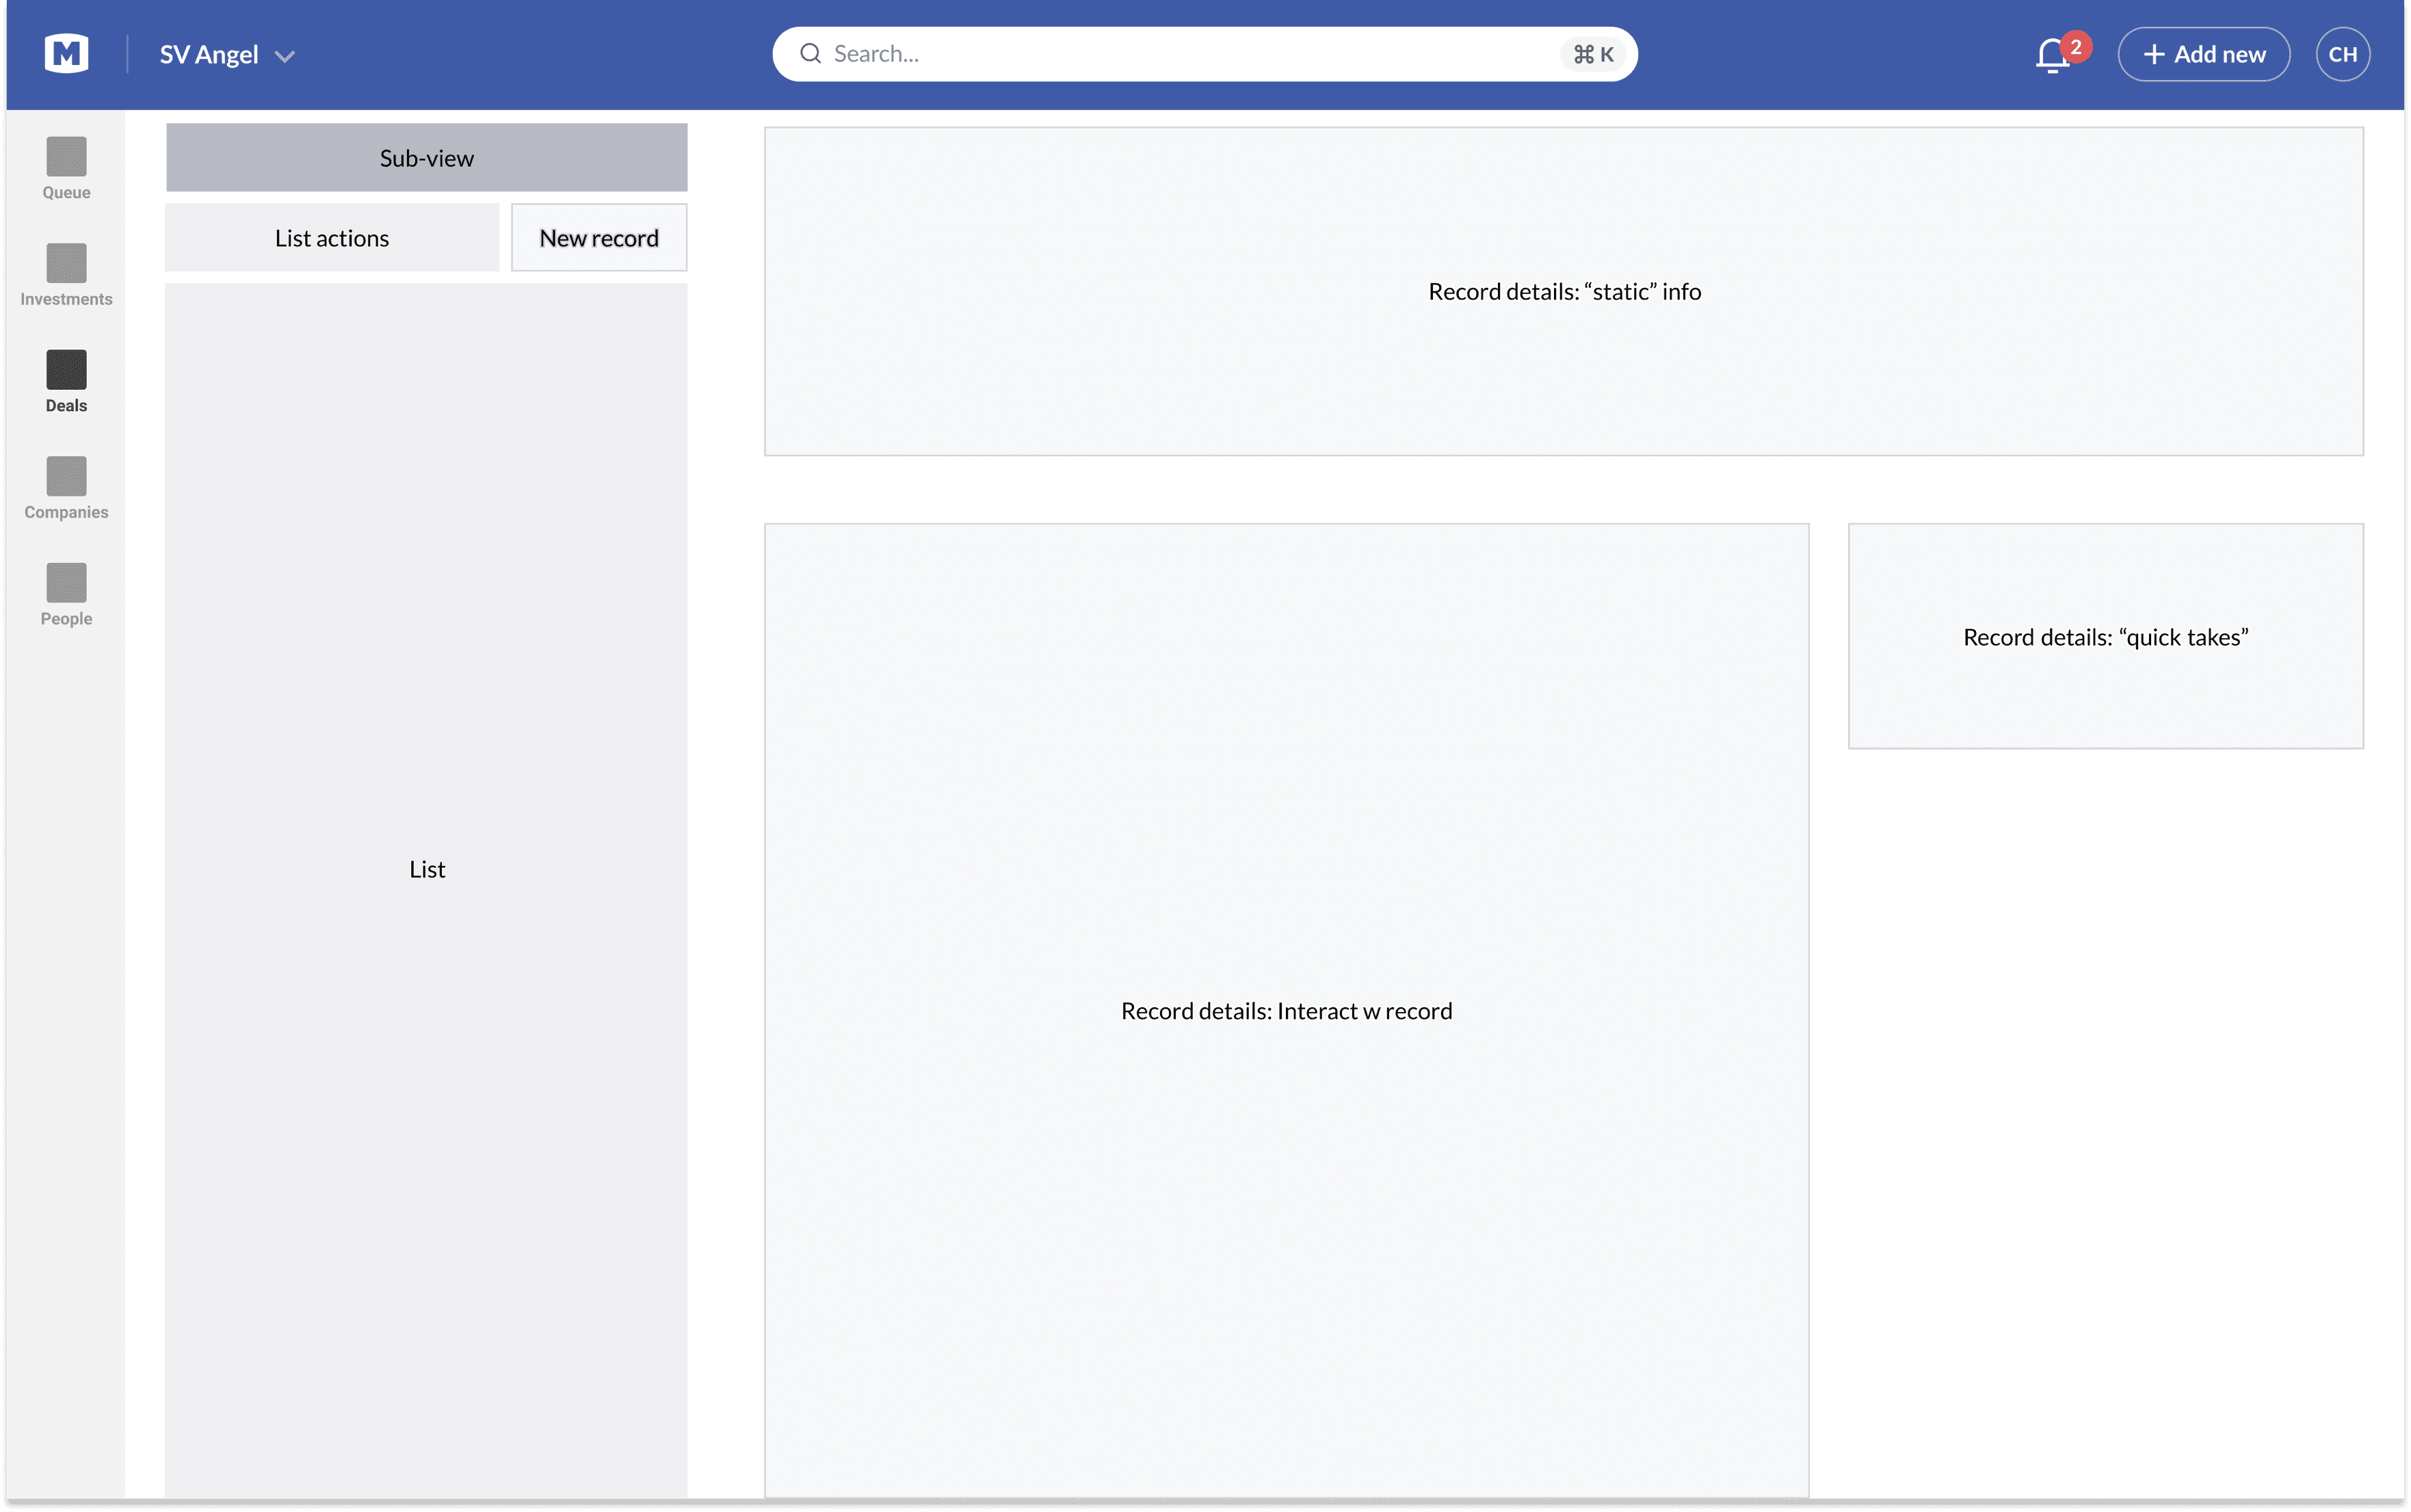 M
SV Angel
Search...
⌘ K
2
+ Add new
CH
Queue
Investments
Deals
Companies
People
Sub-view
List actions
New record
List
Record details: “static” info
Record details: Interact w record
Record details: “quick takes”